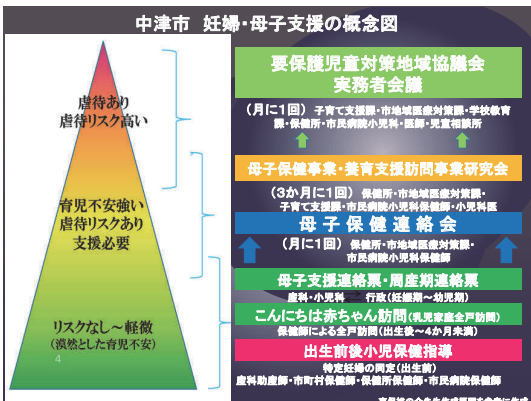 中津市 妊婦・母子支援の概念図
虐待あり
虐待リスク高い
育児不安強い
虐待リスクあり
支援必要
リスクなし～軽微
(漠然とした育児不安)
4
要保護児童対策地域協議会
実務者会議
(月に1回) 子育て支援課・市地域医療対策課・学校教育
課・保健所・市民病院小児科・医師・児童相談所
母子保健事業・養育支援訪問事業研究会
(3か月に1回) 保健所・市地域医療対策課・
子育て支援課・市民病院小児科保健師・小児科医
母子保健連絡会
(月に1回) 保健所・市地域医療対策課・
市民病院小児科保健師
母子支援連絡票・周産期連絡票
産科・小児科 行政(妊娠期～幼児期)
こんにちは赤ちゃん訪問(乳児家庭全戸訪問)
保健師による全戸訪問(出生後～4か月未満)
出生前後小児保健指導
特定妊婦の同定(出生前)
産科助産師・市町村保健師・保健所保健師・市民病院保健師